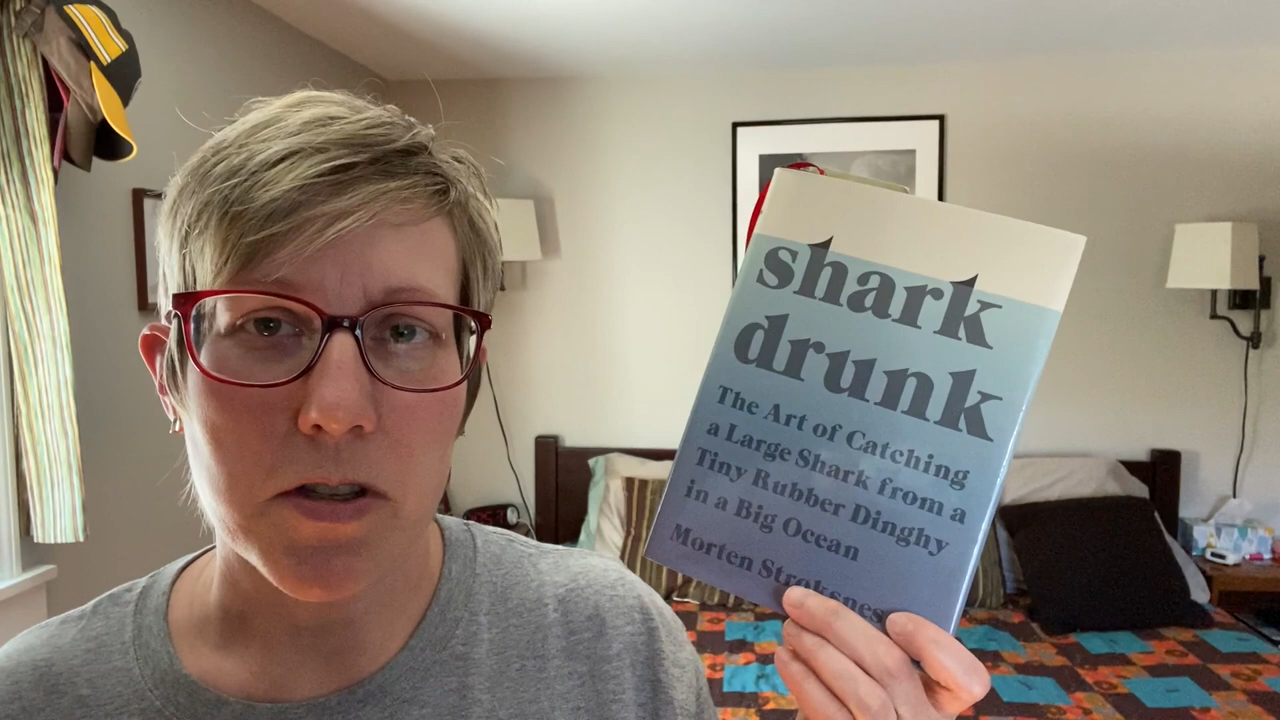 shark
drunk
The Art of Catching
a Large Shark from a
Tiny Rubber Dinghy
in a Big Ocean
Morten Strøksnes